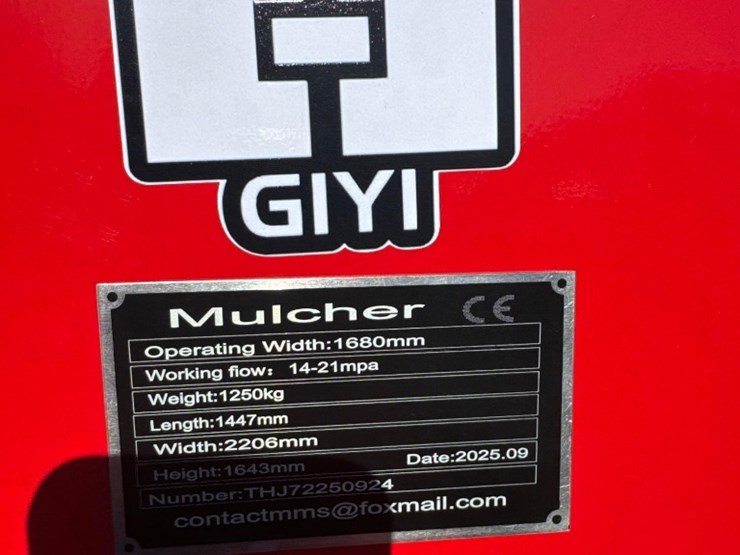 GIYI
Mulcher CE
Operating Width:1680mm
Working flow: 14-21mpa
Weight:1250kg
Length:1447mm
Width:2206mm
Height:1643mm Date:2025.09
Number:THJ72250924
contactmms@foxmail.com